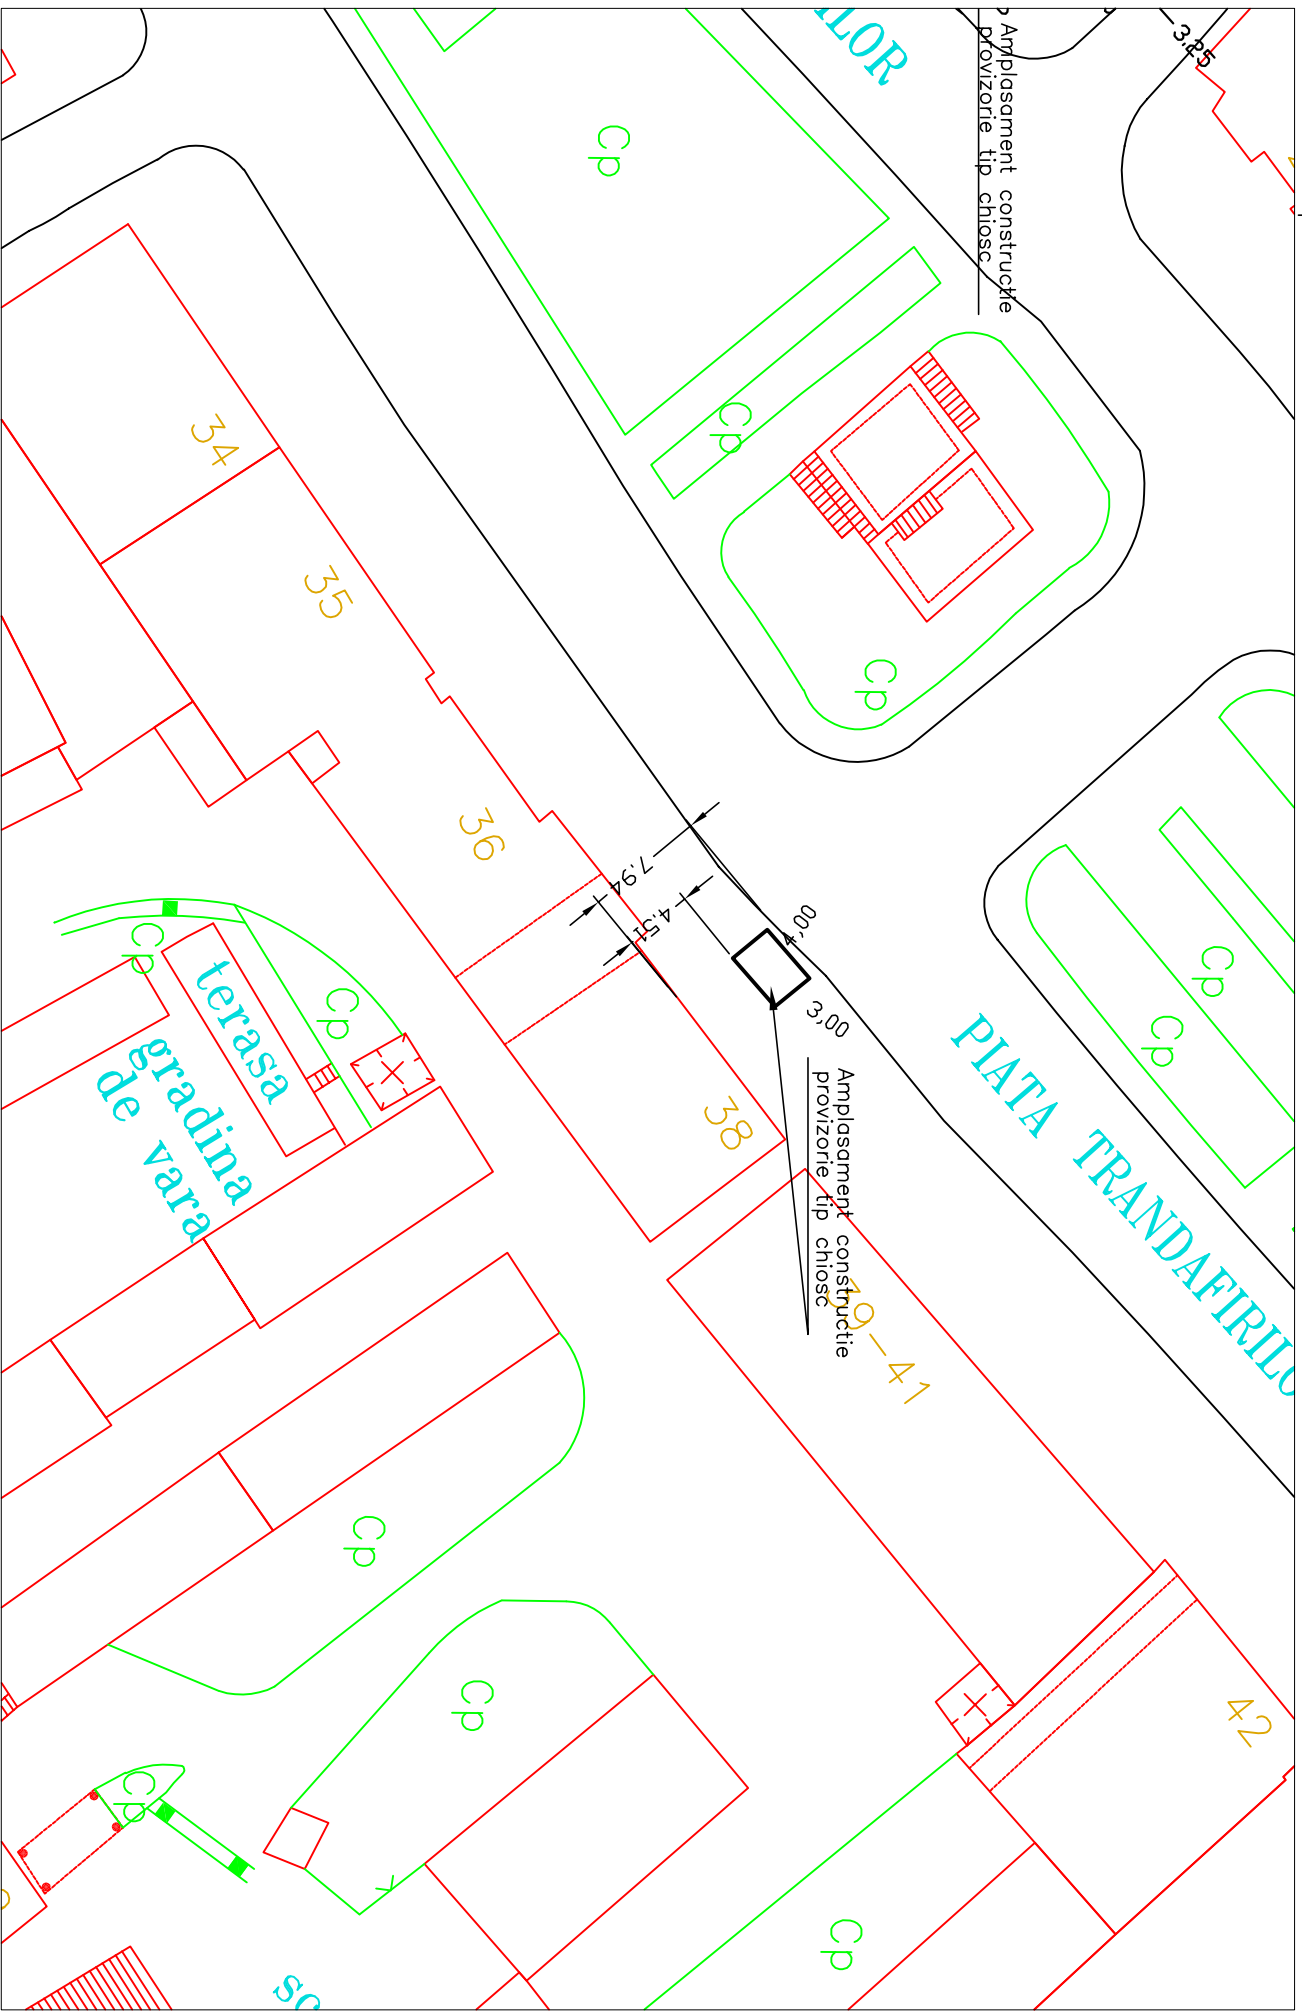 ILOR
3,25
Amplasament constructie
provizorie tip chiosc
Cp
Cp
Cp
34
35
36
7.94
4.51
4,00
3,00
Cp
Cp
PIATA TRANDAFIRILO
Amplasament constructie
provizorie tip chiosc
38
39-41
Cp
Cp
terasa
gradina
de vara
Cp
Cp
42
Cp
Cp
sc